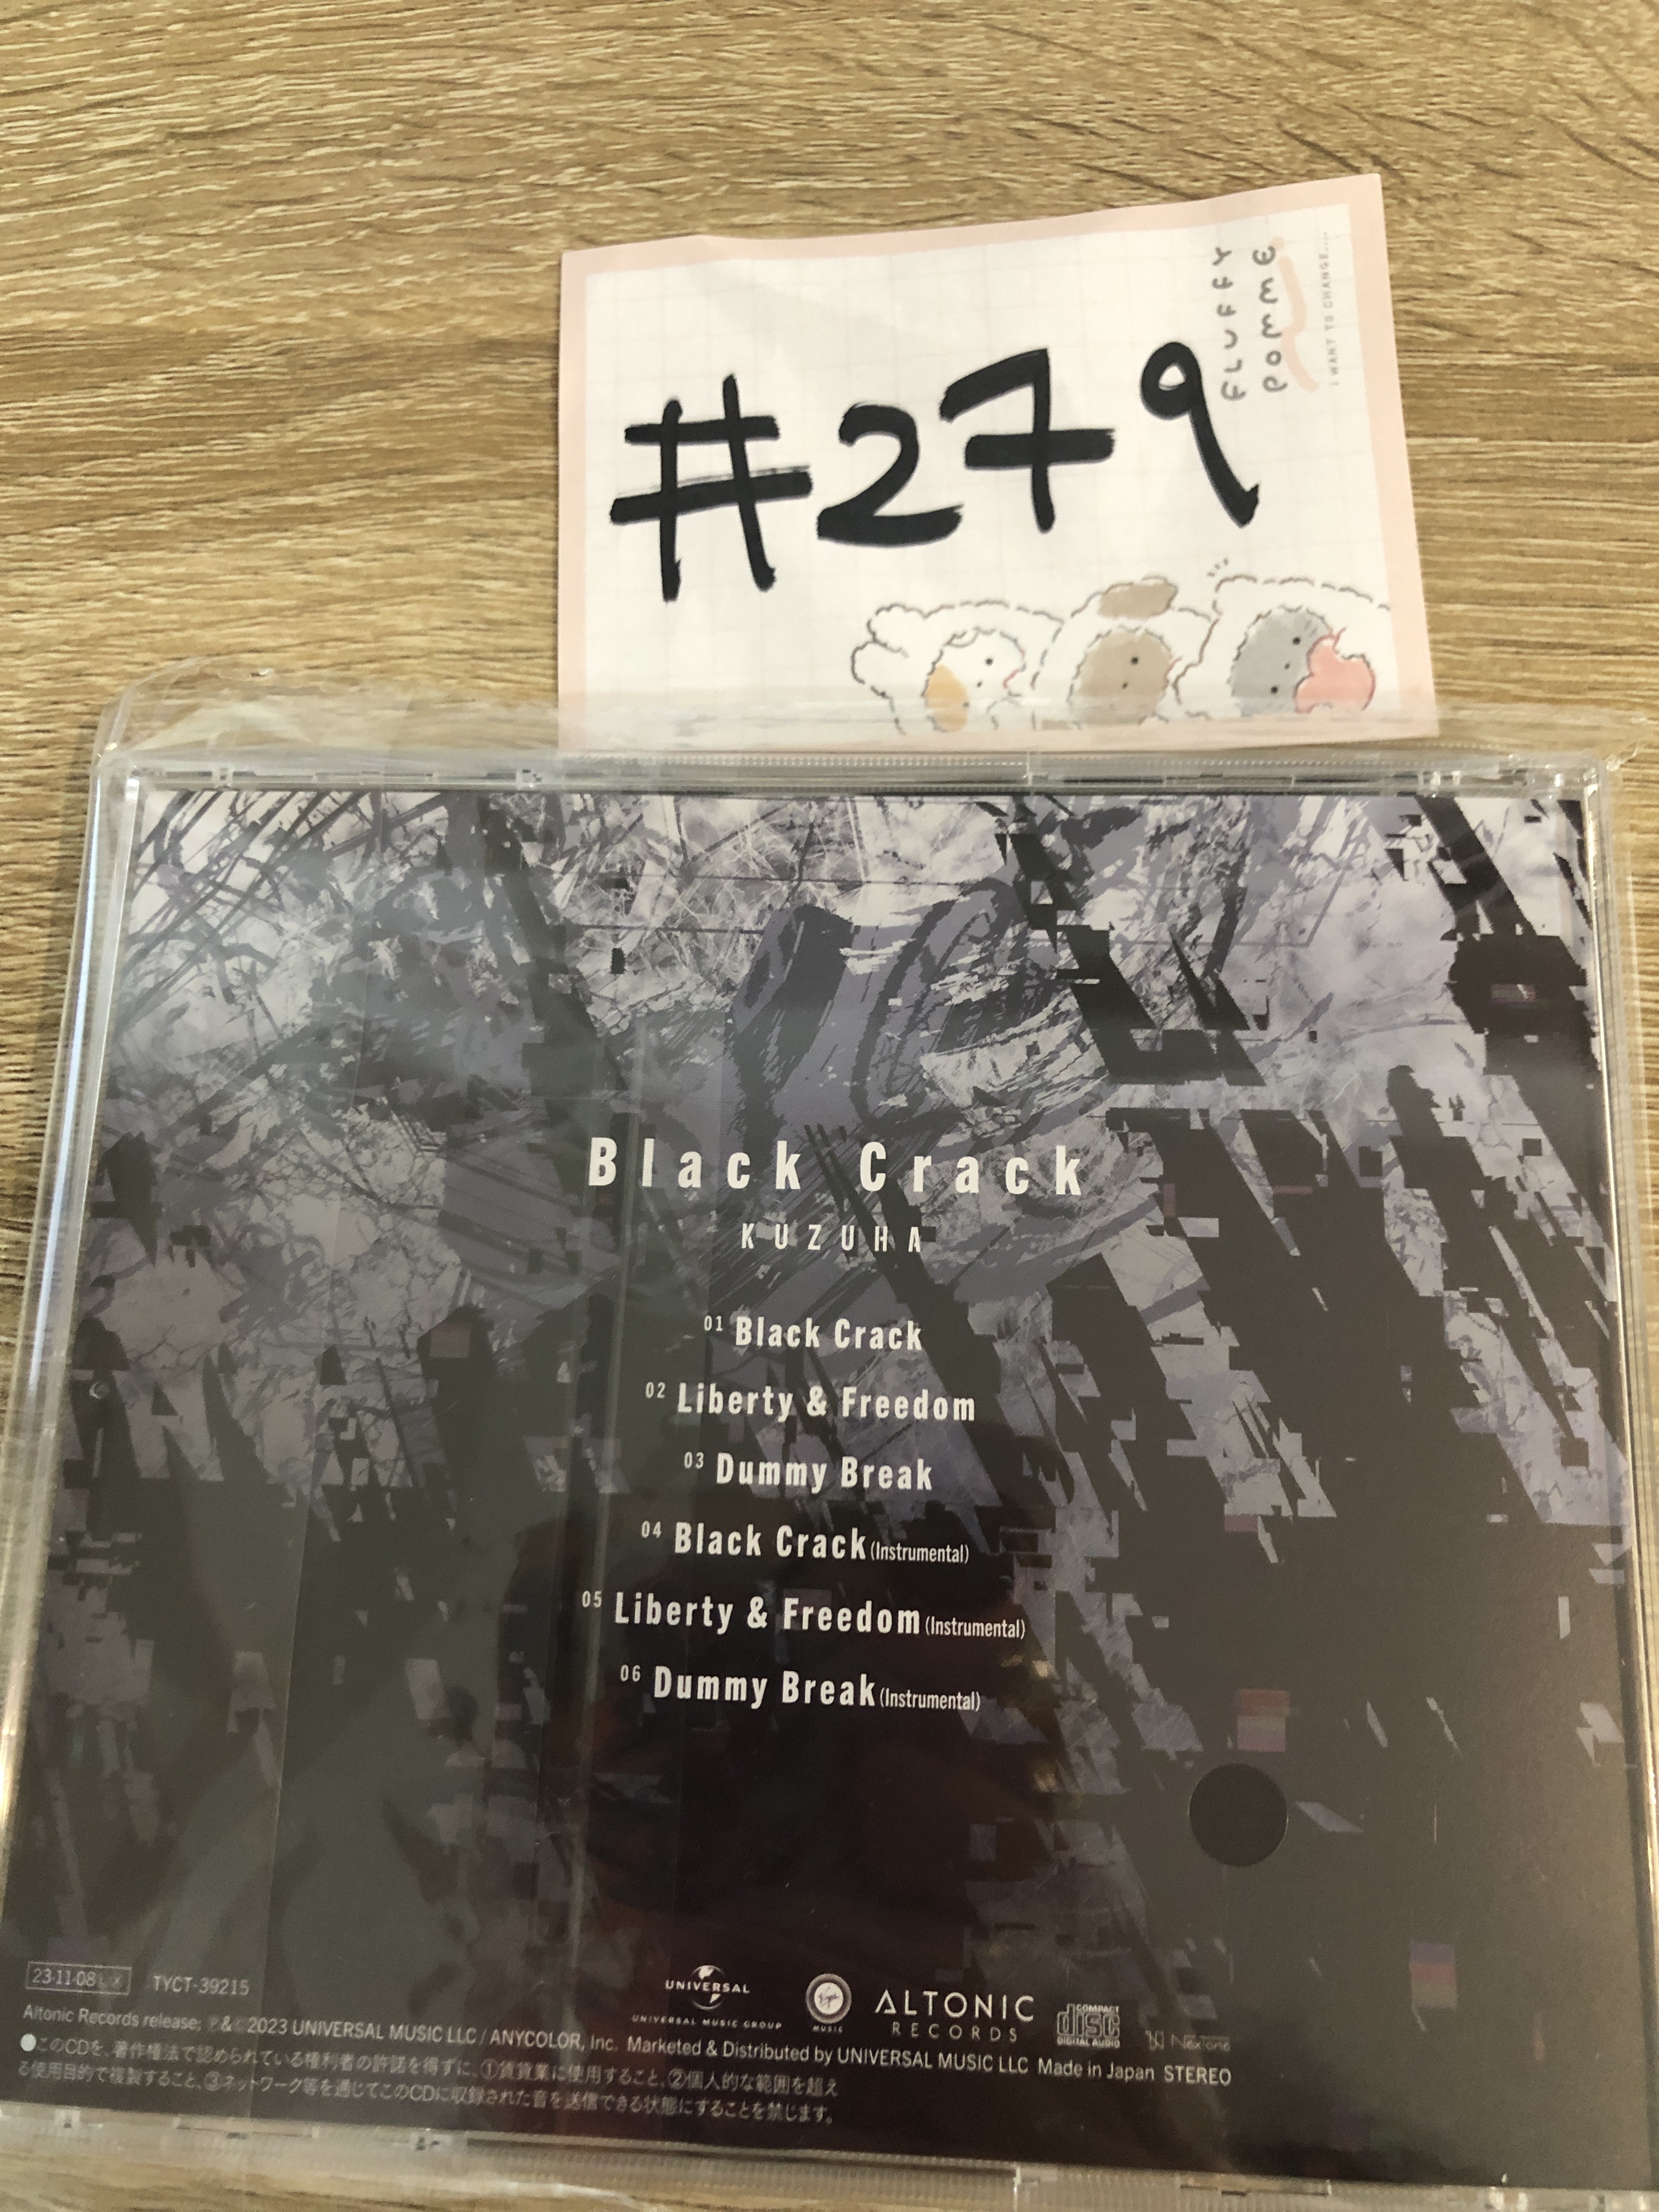 #279
FLUFFY
POMME
I WANT TO CHANGE....
Black Crack
KUZUHA
01 Black Crack
02 Liberty & Freedom
03 Dummy Break
04 Black Crack (Instrumental)
05 Liberty & Freedom (Instrumental)
06 Dummy Break (Instrumental)
23·11·08 L X TYCT-39215
UNIVERSAL
UNIVERSAL MUSIC GROUP
Virgin
MUSIC
ALTONIC
RECORDS
COMPACT
disc
DIGITAL AUDIO
NexTone
Altonic Records release; ℗&© 2023 UNIVERSAL MUSIC LLC / ANYCOLOR, Inc. Marketed & Distributed by UNIVERSAL MUSIC LLC Made in Japan STEREO
●このCDを、著作権法で認められている権利者の許諾を得ずに、①賃貸業に使用すること、②個人的な範囲を超え
る使用目的で複製すること、③ネットワーク等を通じてこのCDに収録された音を送信できる状態にすることを禁じます。